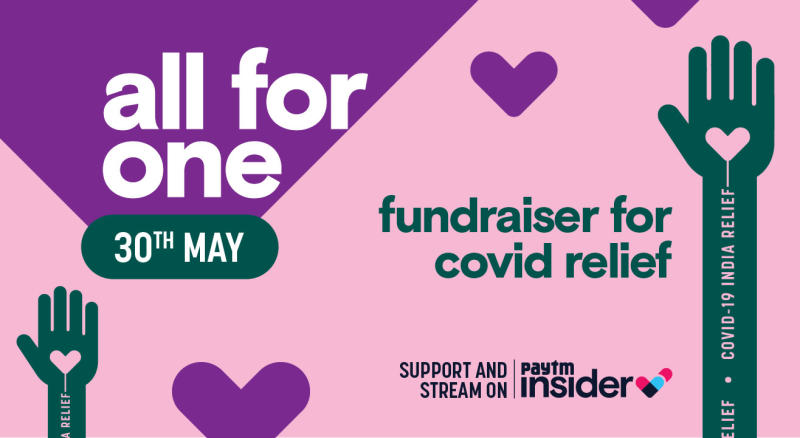 all for
one
30TH MAY
fundraiser for
covid relief
SUPPORT AND
STREAM ON
paytm
insider
COVID-19 INDIA RELIEF
RELIEF